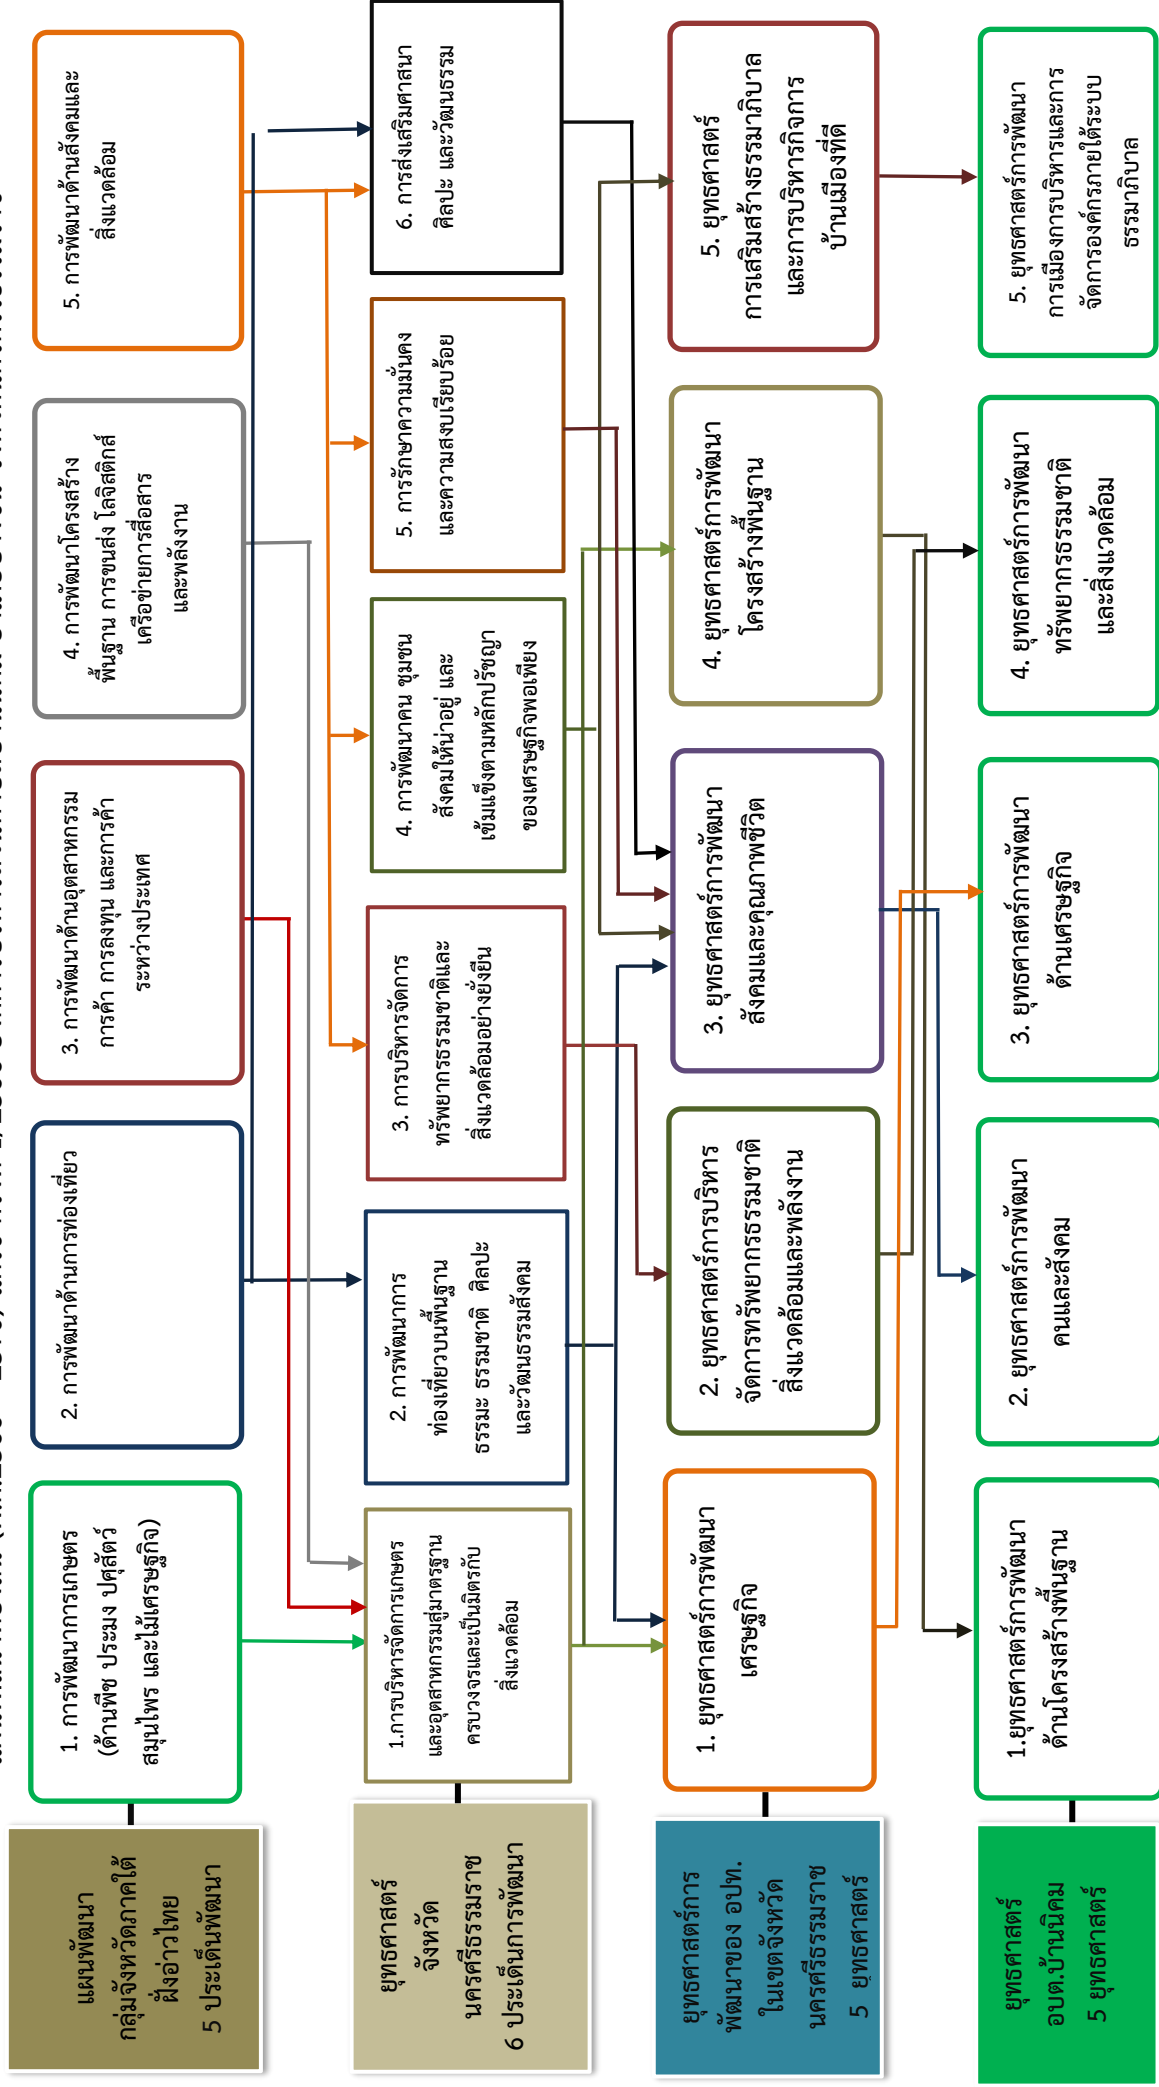 แผนพัฒนา
กลุ่มจังหวัดภาคใต้
ฝั่งอ่าวไทย
5 ประเด็นพัฒนา
1. การพัฒนาการเกษตร
(ด้านพืช ประมง ปศุสัตว์
สมุนไพร และไม้เศรษฐกิจ)
2. การพัฒนาด้านการท่องเที่ยว
3. การพัฒนาด้านอุตสาหกรรม
การค้า การลงทุน และการค้า
ระหว่างประเทศ
4. การพัฒนาโครงสร้าง
พื้นฐาน การขนส่ง โลจิสติกส์
เครือข่ายการสื่อสาร
และพลังงาน
5. การพัฒนาด้านสังคมและ
สิ่งแวดล้อม
ยุทธศาสตร์
จังหวัด
นครศรีธรรมราช
6 ประเด็นการพัฒนา
1.การบริหารจัดการเกษตร
และอุตสาหกรรมสู่มาตรฐาน
ครบวงจรและเป็นมิตรกับ
สิ่งแวดล้อม
2. การพัฒนาการ
ท่องเที่ยวบนพื้นฐาน
ธรรมะ ธรรมชาติ ศิลปะ
และวัฒนธรรมสังคม
3. การบริหารจัดการ
ทรัพยากรธรรมชาติและ
สิ่งแวดล้อมอย่างยั่งยืน
4. การพัฒนาคน ชุมชน
สังคมให้น่าอยู่ และ
เข้มแข็งตามหลักปรัชญา
ของเศรษฐกิจพอเพียง
5. การรักษาความมั่นคง
และความสงบเรียบร้อย
6. การส่งเสริมศาสนา
ศิลปะ และวัฒนธรรม
ยุทธศาสตร์การ
พัฒนาของ อปท.
ในเขตจังหวัด
นครศรีธรรมราช
5 ยุทธศาสตร์
1. ยุทธศาสตร์การพัฒนา
เศรษฐกิจ
2. ยุทธศาสตร์การบริหาร
จัดการทรัพยากรธรรมชาติ
สิ่งแวดล้อมและพลังงาน
3. ยุทธศาสตร์การพัฒนา
สังคมและคุณภาพชีวิต
4. ยุทธศาสตร์การพัฒนา
โครงสร้างพื้นฐาน
5. ยุทธศาสตร์
การเสริมสร้างธรรมาภิบาล
และการบริหารกิจการ
บ้านเมืองที่ดี
ยุทธศาสตร์
อบต.บ้านนิคม
5 ยุทธศาสตร์
1.ยุทธศาสตร์การพัฒนา
ด้านโครงสร้างพื้นฐาน
2. ยุทธศาสตร์การพัฒนา
คนและสังคม
3. ยุทธศาสตร์การพัฒนา
ด้านเศรษฐกิจ
4. ยุทธศาสตร์การพัฒนา
ทรัพยากรธรรมชาติ
และสิ่งแวดล้อม
5. ยุทธศาสตร์การพัฒนา
การเมืองการบริหารและการ
จัดการองค์กรภายใต้ระบบ
ธรรมาภิบาล